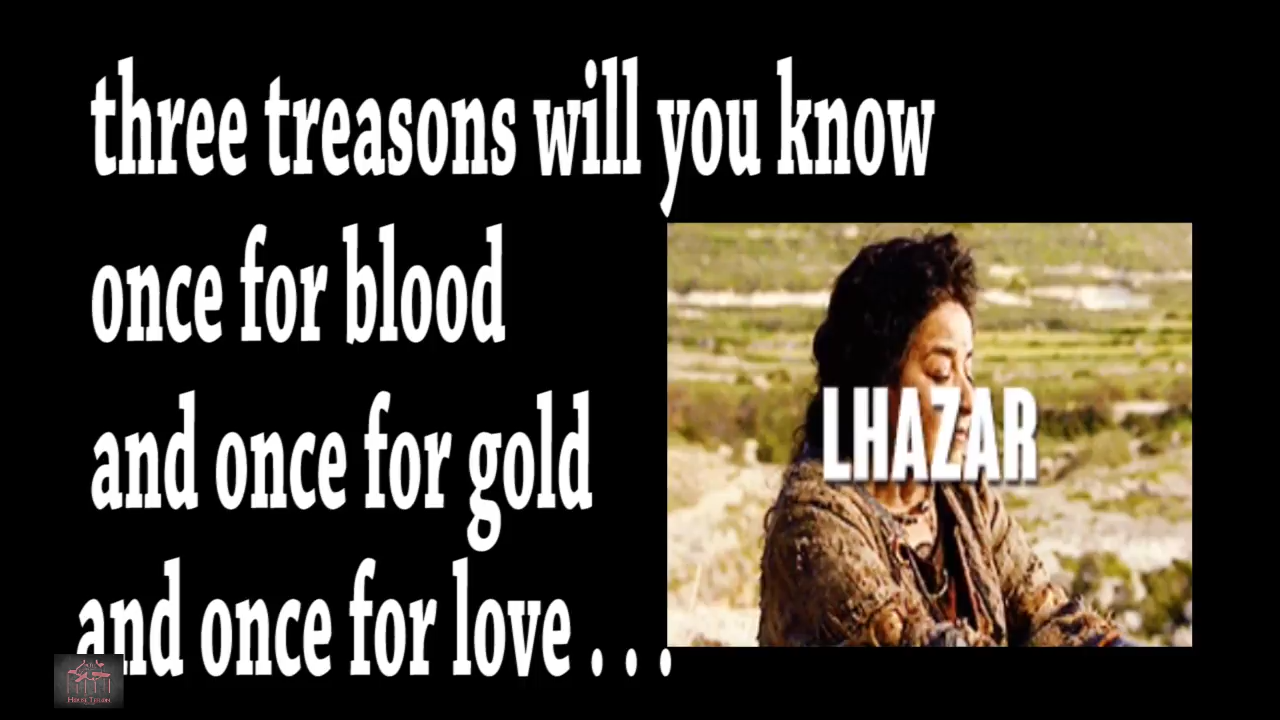 three treasons will you know
once for blood
LHAZAR
and once for gold
and once for love . . .